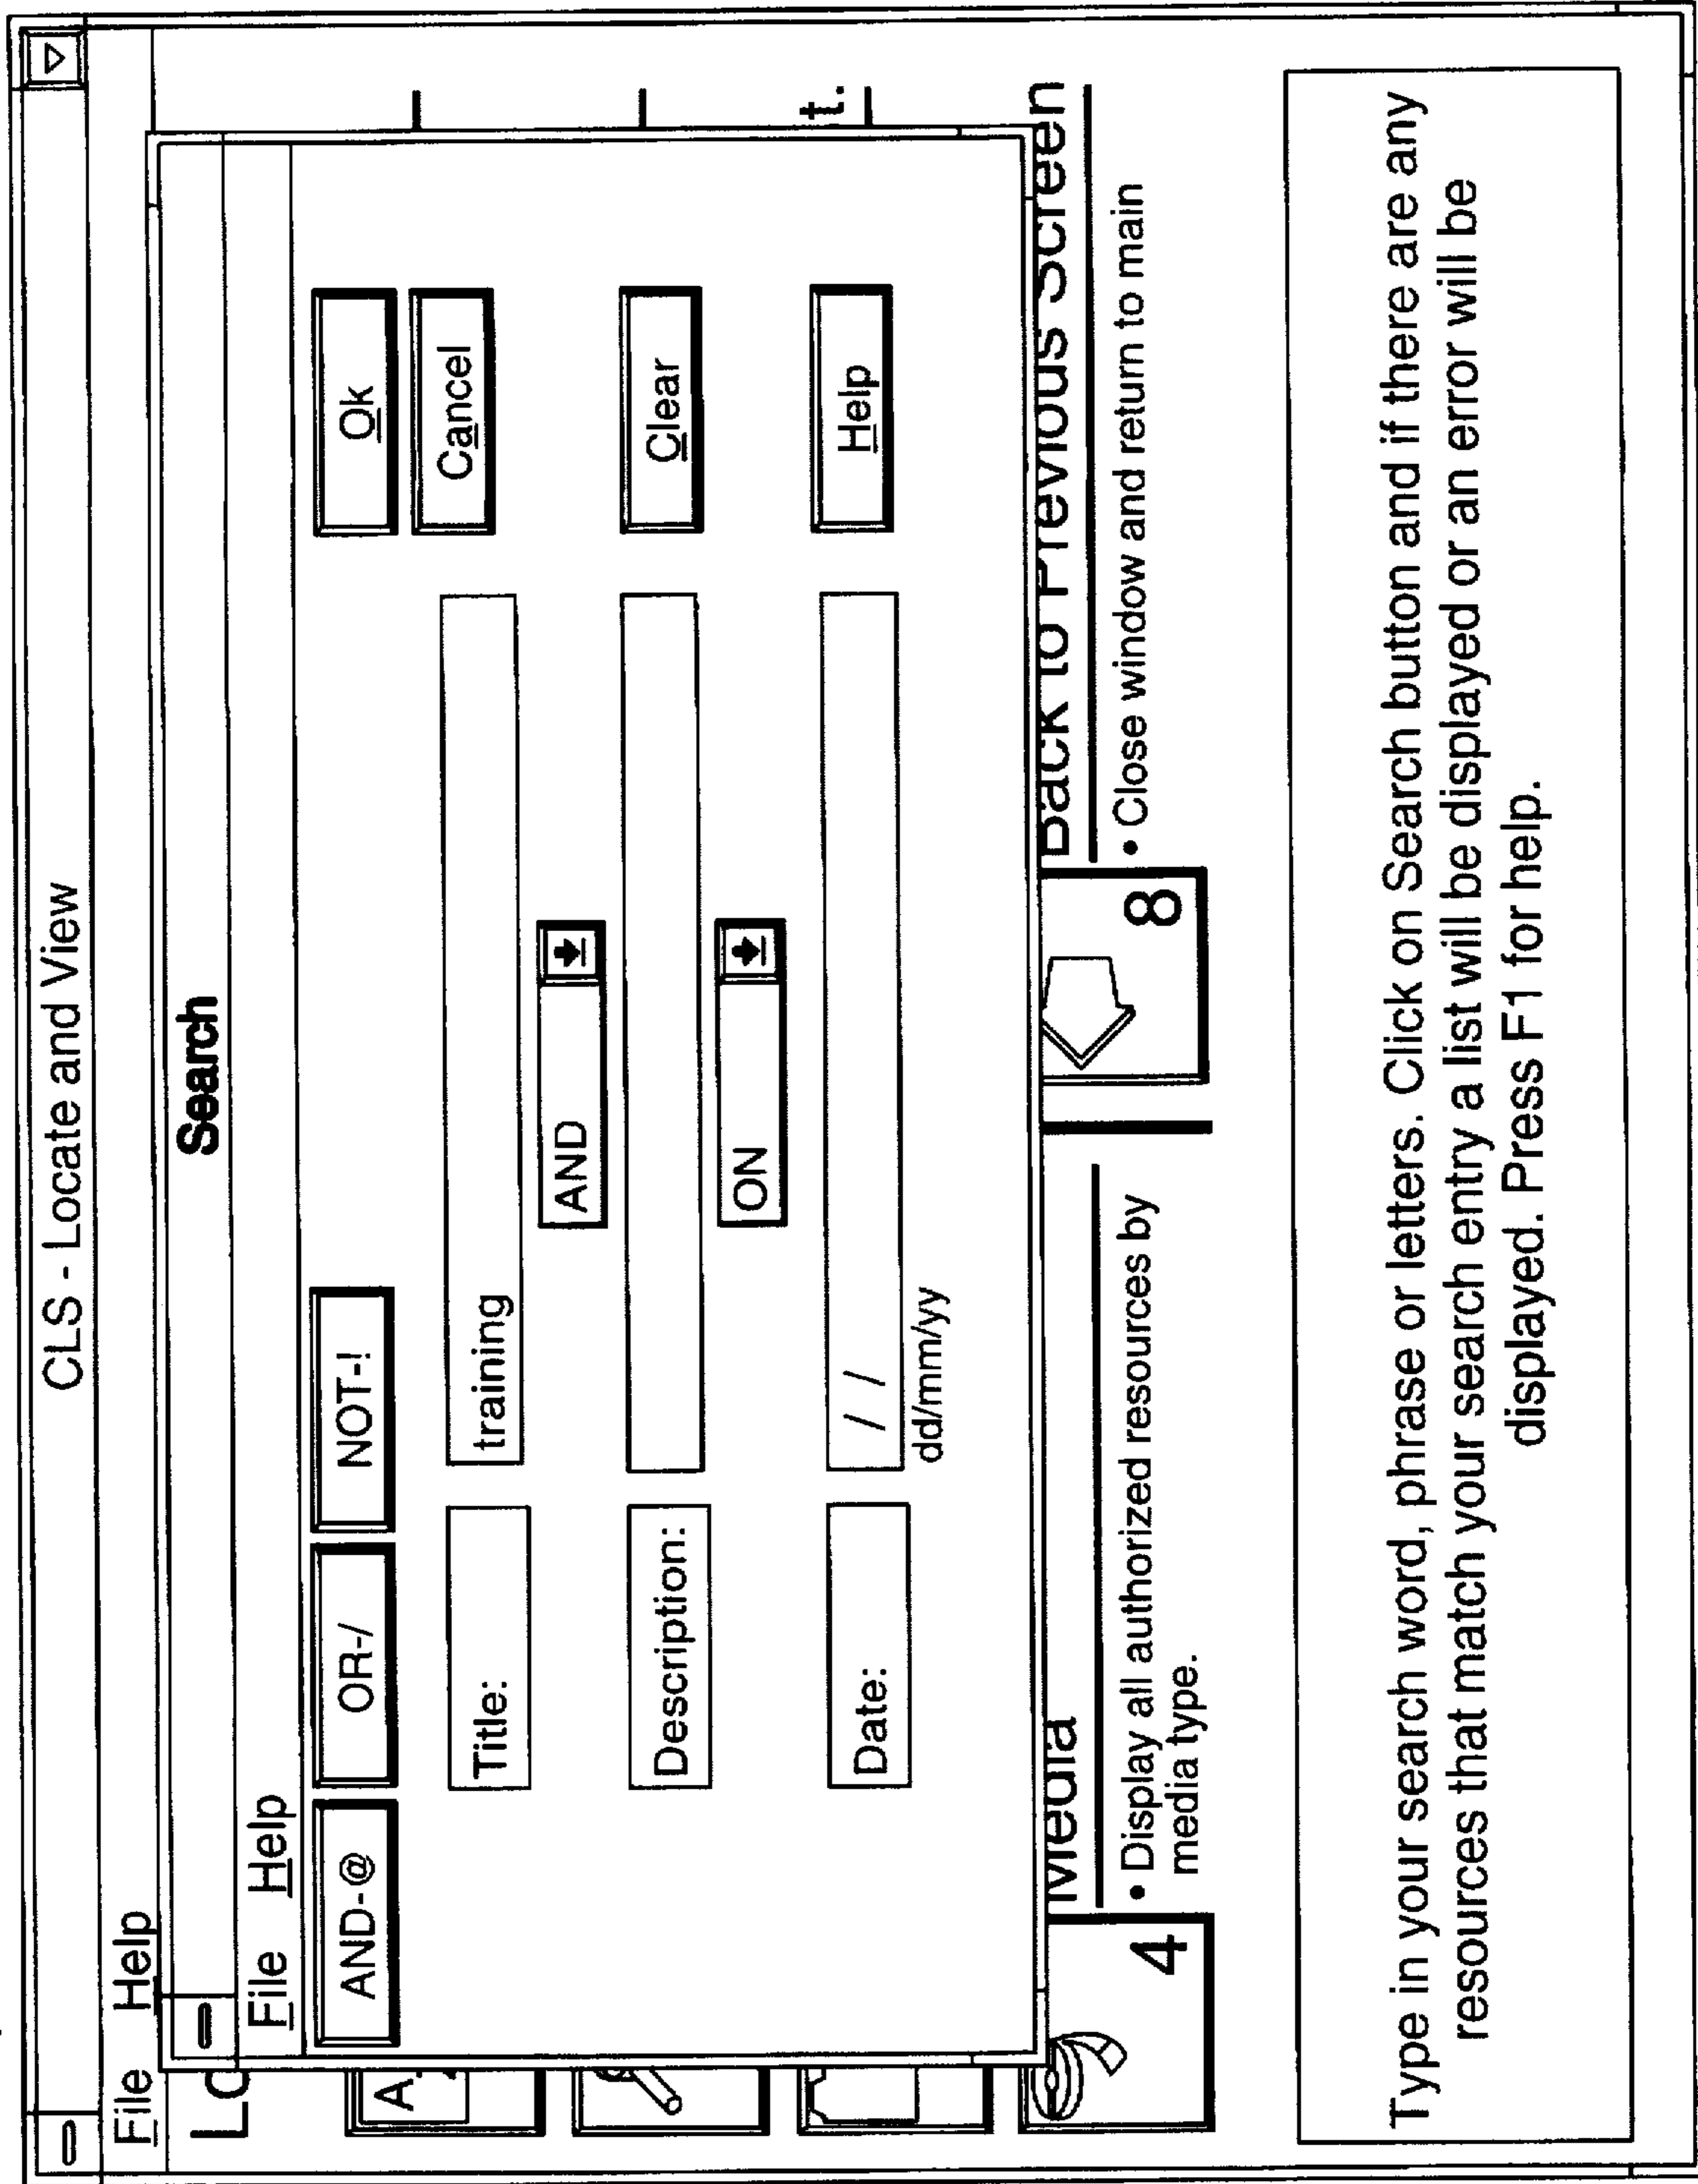 CLS - Locate and View
File Help
Search
File Help
AND-@ OR-/ NOT-! Ok
Cancel
Title: training
AND
Description: Clear
ON
Date: / / Help
dd/mm/yy
t.
Media Back to Previous Screen
4 • Display all authorized resources by
media type.
8 • Close window and return to main
Type in your search word, phrase or letters. Click on Search button and if there are any
resources that match your search entry a list will be displayed or an error will be
displayed. Press F1 for help.